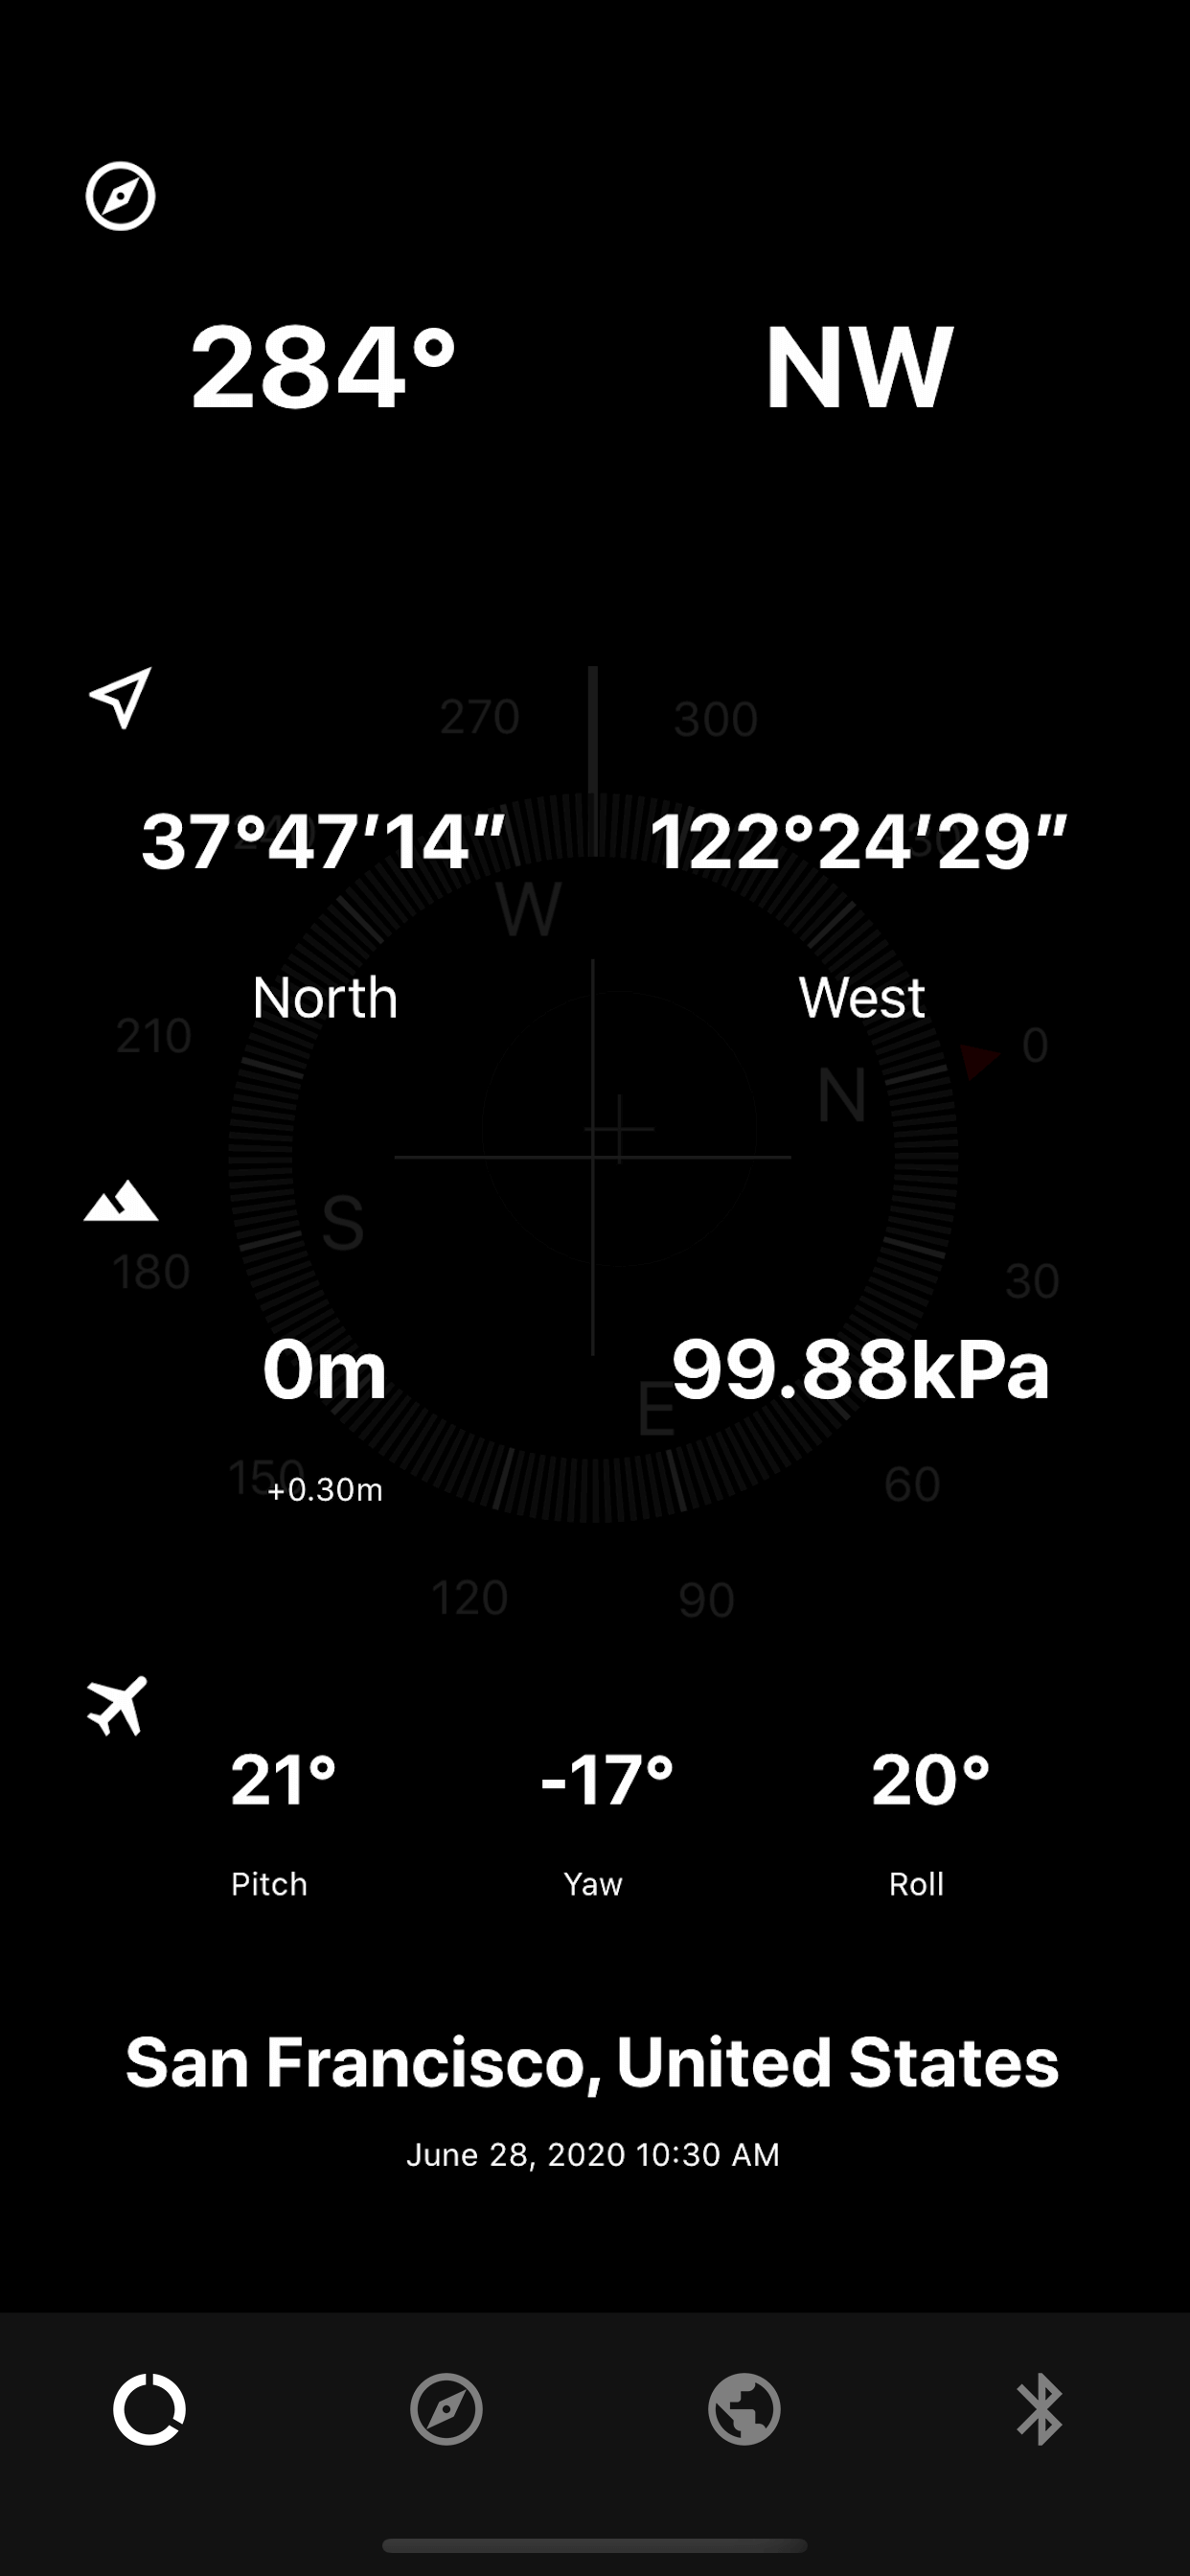 284° NW
270 300
240 330
37°47′14″ 122°24′29″
W
North West
210 0
N
S
180 30
0m 99.88kPa
E
150 60
+0.30m
120 90
21° -17° 20°
Pitch Yaw Roll
San Francisco, United States
June 28, 2020 10:30 AM